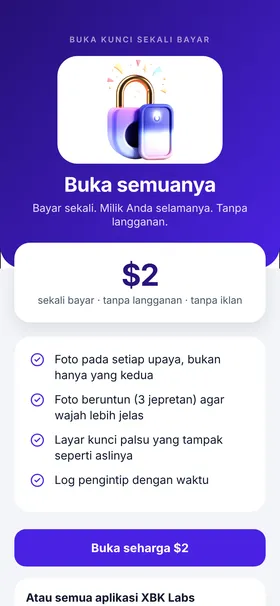 BUKA KUNCI SEKALI BAYAR
Buka semuanya
Bayar sekali. Milik Anda selamanya. Tanpa
langganan.
$2
sekali bayar · tanpa langganan · tanpa iklan
Foto pada setiap upaya, bukan
hanya yang kedua
Foto beruntun (3 jepretan) agar
wajah lebih jelas
Layar kunci palsu yang tampak
seperti aslinya
Log pengintip dengan waktu
Buka seharga $2
Atau semua aplikasi XBK Labs